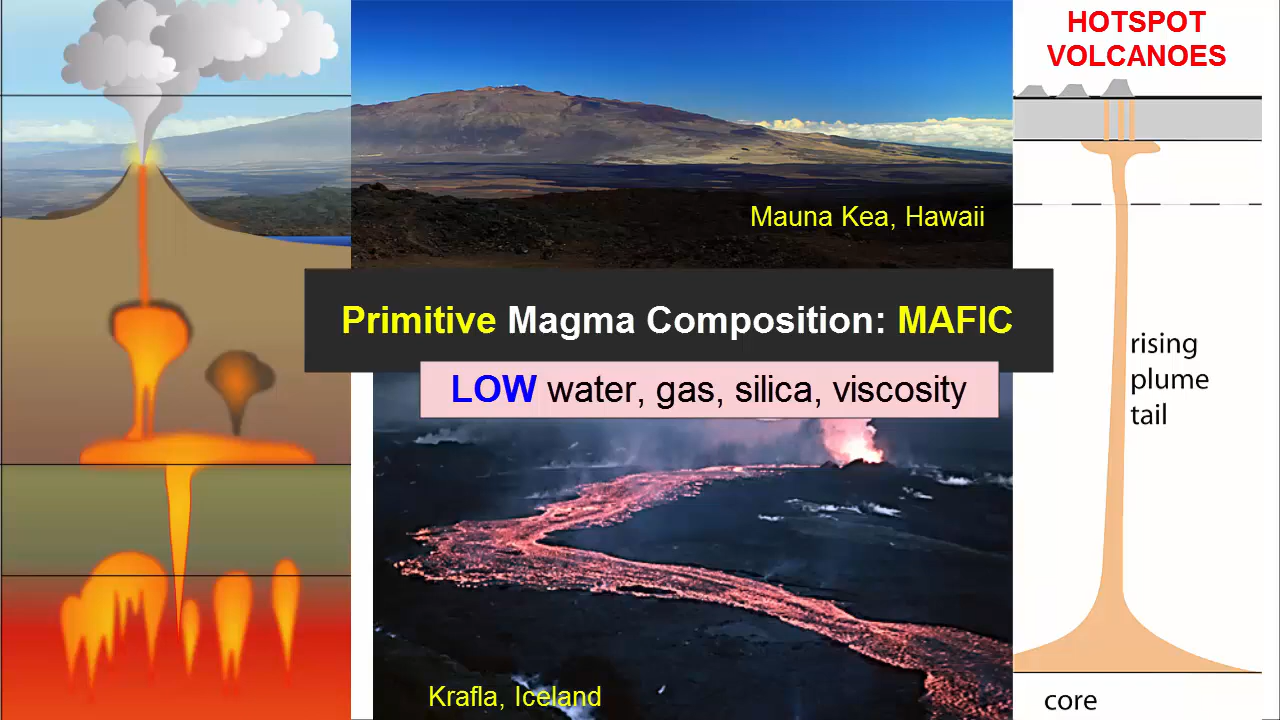 HOTSPOT
VOLCANOES
Mauna Kea, Hawaii
Primitive Magma Composition: MAFIC
LOW water, gas, silica, viscosity
rising
plume
tail
Krafla, Iceland
core